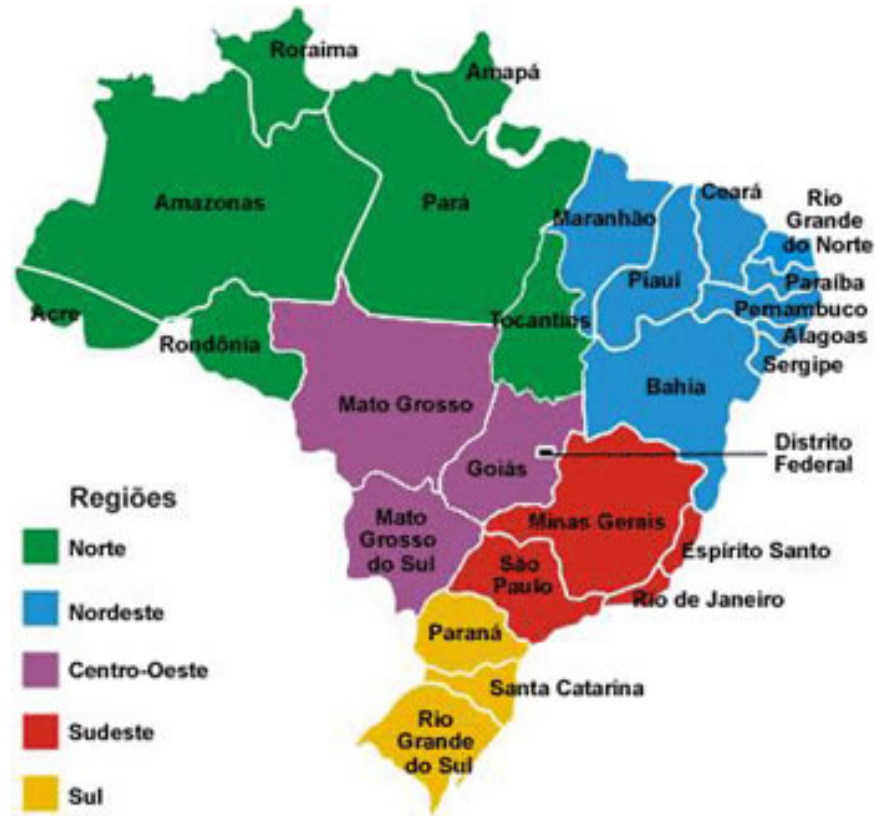 Roraima
Amapá
Amazonas
Pará
Maranhão
Ceará
Rio
Grande
do Norte
Piauí
Paraíba
Pernambuco
Acre
Rondônia
Tocantins
Alagoas
Sergipe
Bahia
Mato Grosso
Distrito
Federal
Goiás
Regiões
Mato
Grosso
do Sul
Minas Gerais
Norte
Espírito Santo
São
Paulo
Rio de Janeiro
Nordeste
Paraná
Centro-Oeste
Santa Catarina
Rio
Grande
do Sul
Sudeste
Sul